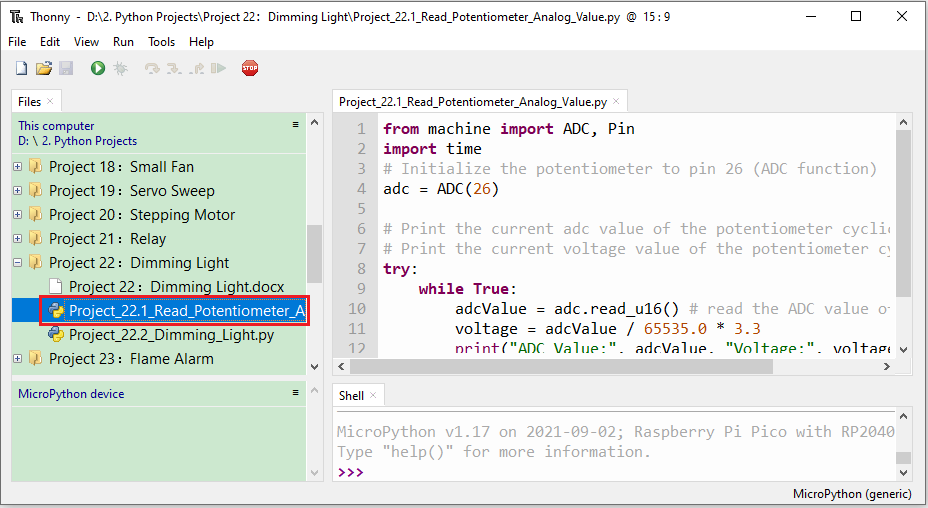 Thonny - D:\2. Python Projects\Project 22：Dimming Light\Project_22.1_Read_Potentiometer_Analog_Value.py @ 15 : 9
File Edit View Run Tools Help
STOP
Files
This computer
D: \ 2. Python Projects
Project 18：Small Fan
Project 19：Servo Sweep
Project 20：Stepping Motor
Project 21：Relay
Project 22：Dimming Light
Project 22：Dimming Light.docx
Project_22.1_Read_Potentiometer_A
Project_22.2_Dimming_Light.py
Project 23：Flame Alarm
MicroPython device
Project_22.1_Read_Potentiometer_Analog_Value.py
1 from machine import ADC, Pin
2 import time
3 # Initialize the potentiometer to pin 26 (ADC function)
4 adc = ADC(26)
5
6 # Print the current adc value of the potentiometer cyclic
7 # Print the current voltage value of the potentiometer cy
8 try:
9 while True:
10 adcValue = adc.read_u16() # read the ADC value of
11 voltage = adcValue / 65535.0 * 3.3
12 print("ADC Value:", adcValue, "Voltage:", voltage
Shell
MicroPython v1.17 on 2021-09-02; Raspberry Pi Pico with RP2040
Type "help()" for more information.
>>>
MicroPython (generic)